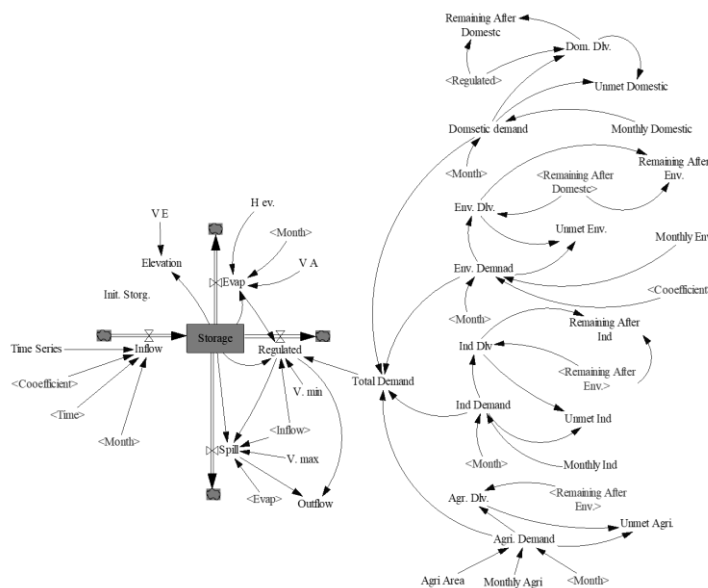 Remaining After
Domestc
Dom. Dlv.
<Regulated>
Unmet Domestic
Domsetic demand
Monthly Domestic
<Month>
Remaining After
Env.
<Remaining After
Domestc>
Env. Dlv.
Unmet Env.
Monthly Env
Env. Demnad
<Cooefficient>
<Month>
Remaining After
Ind
Ind Dlv
<Remaining After
Env.>
Ind Demand
Unmet Ind
<Month>
Monthly Ind
Agr. Dlv.
<Remaining After
Env.>
Unmet Agri.
Agri. Demand
Agri Area
Monthly Agri
<Month>
Total Demand
H ev.
V E
<Month>
Elevation
V A
Evap
Init. Storg.
Storage
Time Series
Inflow
Regulated
<Cooefficient>
V. min
<Time>
<Inflow>
<Month>
Spill
V. max
<Evap>
Outflow